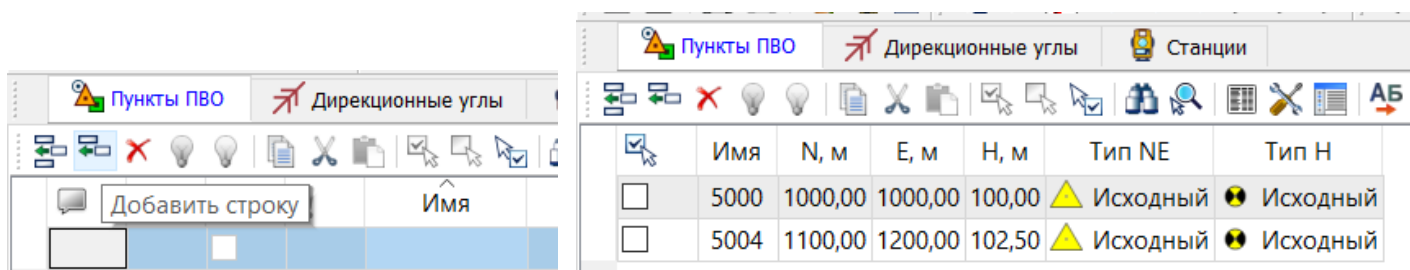 Пункты ПВО Дирекционные углы
Добавить строку Имя
Пункты ПВО Дирекционные углы Станции
АБ
Имя N, м E, м H, м Тип NE Тип H
5000 1000,00 1000,00 100,00 Исходный Исходный
5004 1100,00 1200,00 102,50 Исходный Исходный